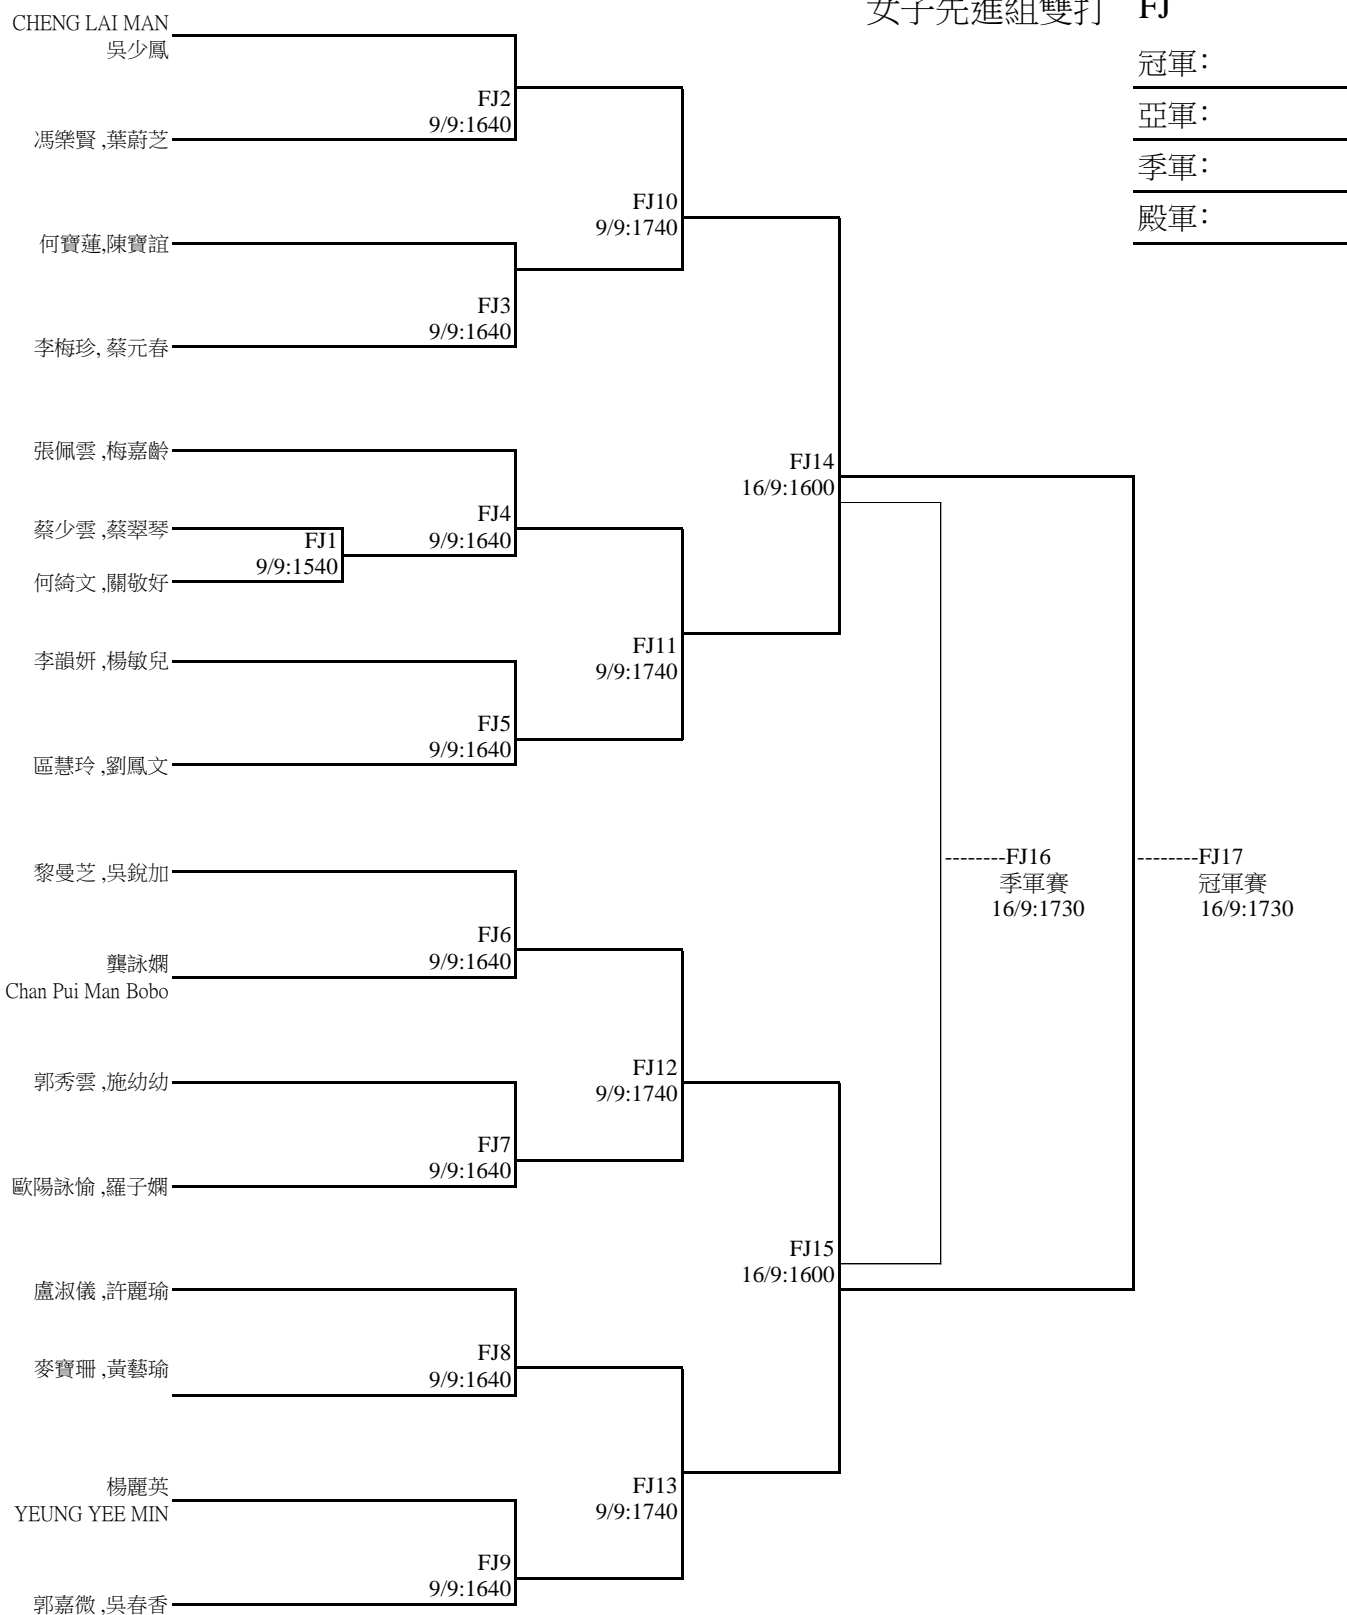 女子先進組雙打 FJ
冠軍：
亞軍：
季軍：
殿軍：
CHENG LAI MAN
吳少鳳
FJ2
9/9:1640
馮樂賢 ,葉蔚芝
FJ10
9/9:1740
何寶蓮,陳寶誼
FJ3
9/9:1640
李梅珍, 蔡元春
張佩雲 ,梅嘉齡
FJ14
16/9:1600
蔡少雲 ,蔡翠琴
FJ4
9/9:1640
FJ1
9/9:1540
何綺文 ,關敬好
FJ11
9/9:1740
李韻妍 ,楊敏兒
FJ5
9/9:1640
區慧玲 ,劉鳳文
黎曼芝 ,吳銳加
--------FJ16
季軍賽
16/9:1730
--------FJ17
冠軍賽
16/9:1730
FJ6
9/9:1640
龔詠嫻
Chan Pui Man Bobo
FJ12
9/9:1740
郭秀雲 ,施幼幼
FJ7
9/9:1640
歐陽詠愉 ,羅子嫻
FJ15
16/9:1600
盧淑儀 ,許麗瑜
FJ8
9/9:1640
麥寶珊 ,黃藝瑜
楊麗英
YEUNG YEE MIN
FJ13
9/9:1740
FJ9
9/9:1640
郭嘉微 ,吳春香